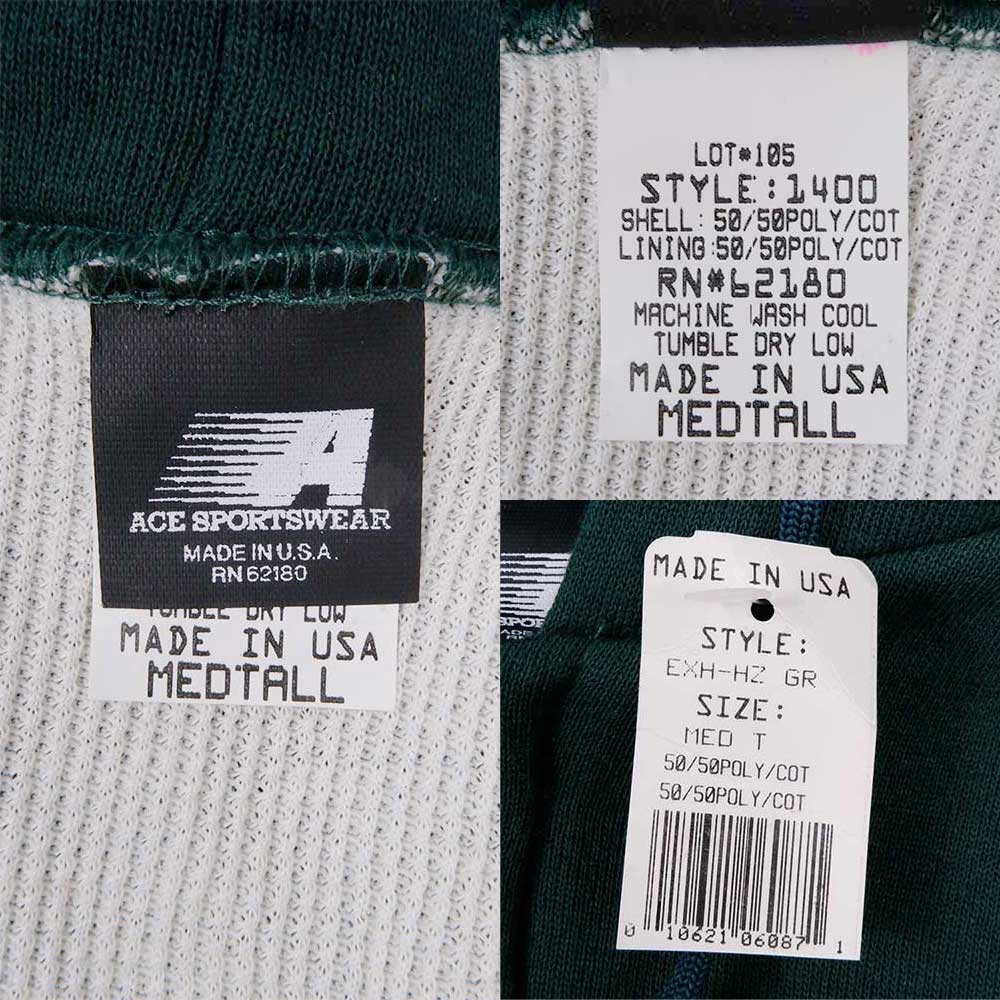 A
ACE SPORTSWEAR
MADE IN U.S.A.
RN 62180
TUMBLE DRY LOW
MADE IN USA
MEDTALL
LOT#105
STYLE:1400
SHELL: 50/50POLY/COT
LINING:50/50POLY/COT
RN#62180
MACHINE WASH COOL
TUMBLE DRY LOW
MADE IN USA
MEDTALL
MADE IN USA
STYLE:
EXH-HZ GR
SIZE:
MED T
50/50POLY/COT
50/50POLY/COT
0 10621 06087 1